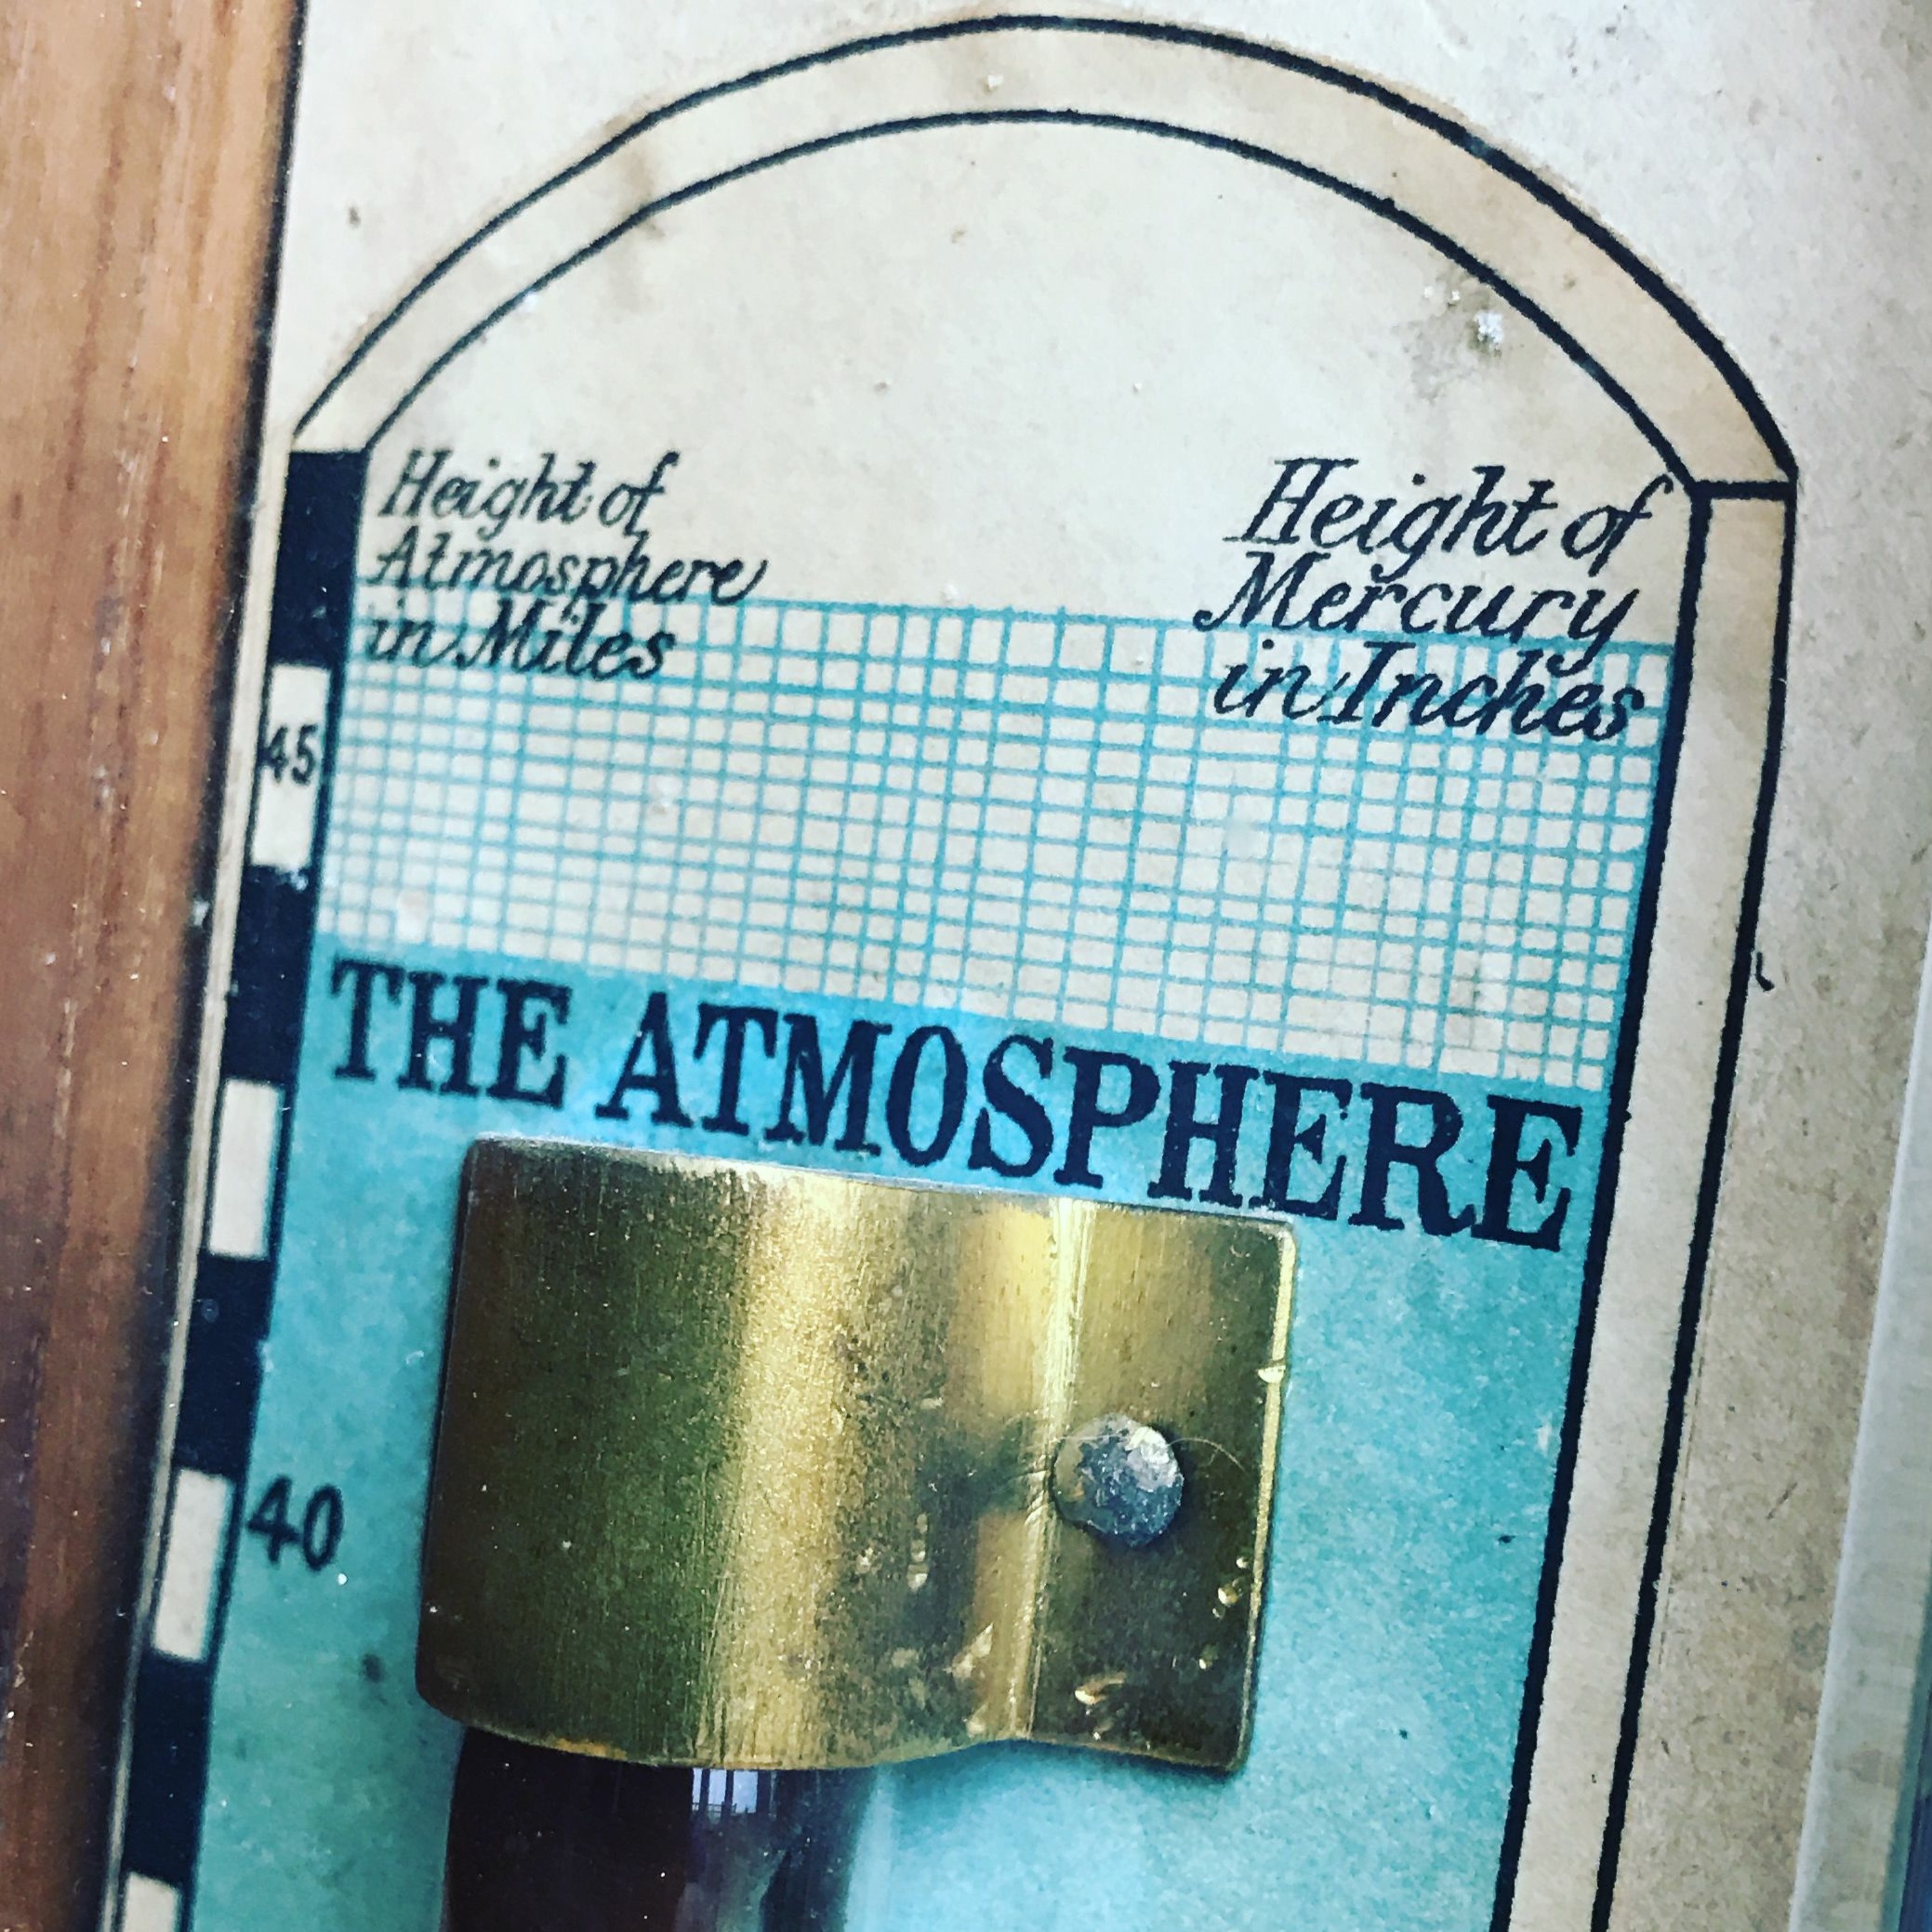 Height of
Atmosphere
in Miles
Height of
Mercury
in Inches
45
THE ATMOSPHERE
40